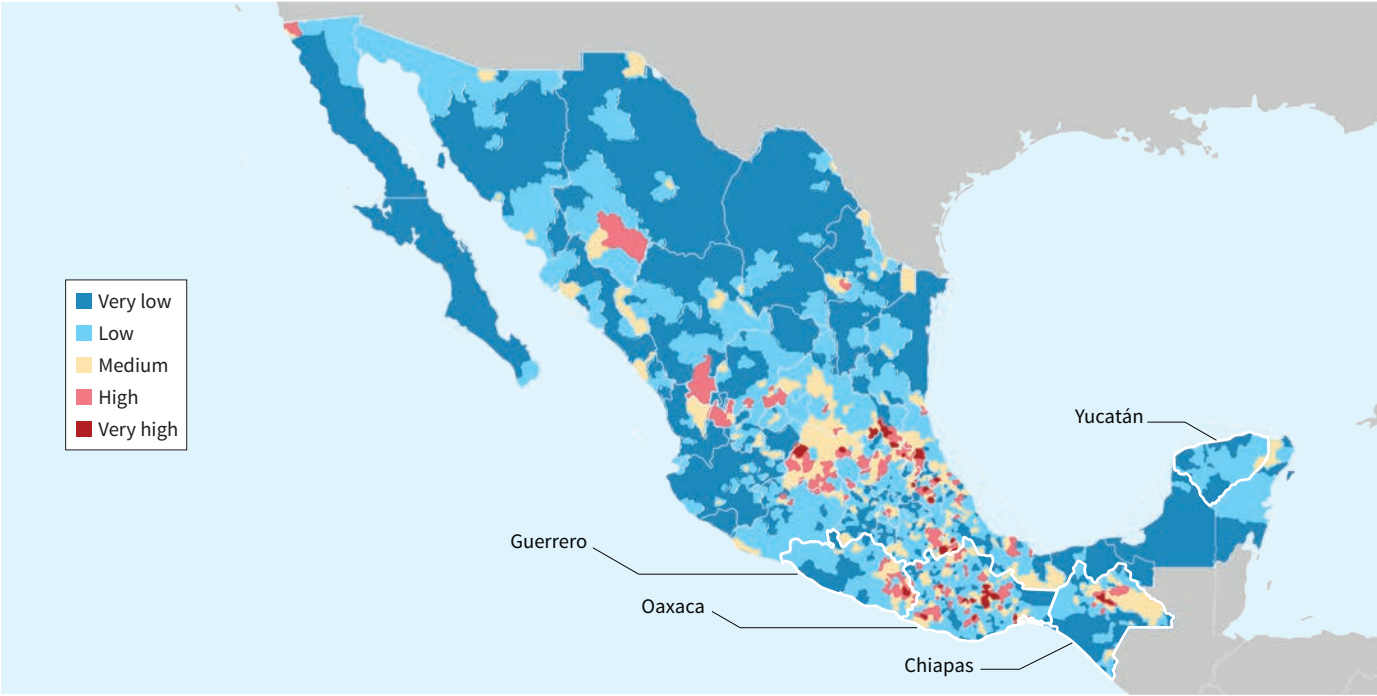 Very low
Low
Medium
High
Very high
Yucatán
Guerrero
Oaxaca
Chiapas